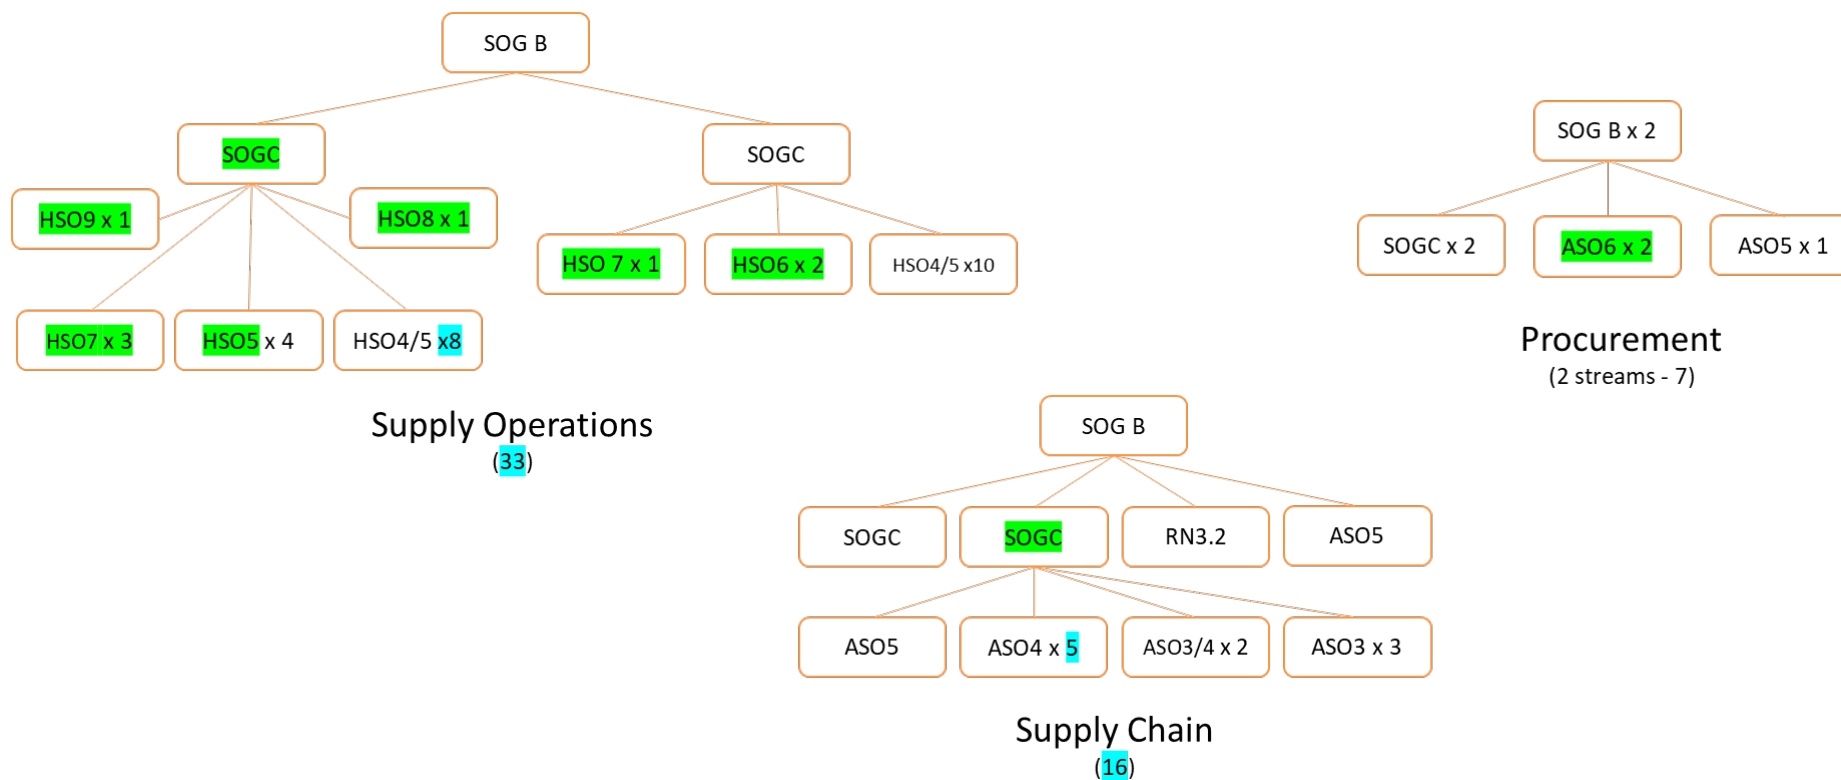 SOG B
SOGC
SOGC
HSO9 x 1
HSO8 x 1
HSO 7 x 1
HSO6 x 2
HSO4/5 x10
HSO7 x 3
HSO5 x 4
HSO4/5 x8
Supply Operations
(33)
SOG B x 2
SOGC x 2
ASO6 x 2
ASO5 x 1
Procurement
(2 streams - 7)
SOG B
SOGC
SOGC
RN3.2
ASO5
ASO5
ASO4 x 5
ASO3/4 x 2
ASO3 x 3
Supply Chain
(16)